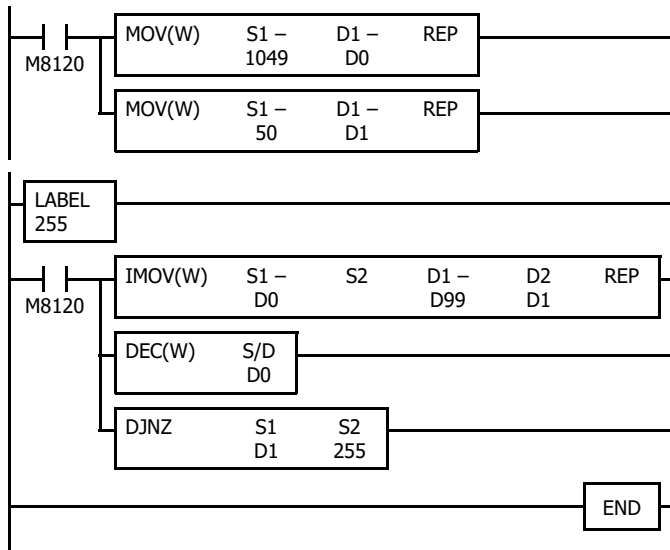 MOV(W) S1 – D1 – REP
1049 D0
M8120
MOV(W) S1 – D1 – REP
50 D1
LABEL
255
IMOV(W) S1 – S2 D1 – D2 REP
D0 D99 D1
M8120
DEC(W) S/D
D0
DJNZ S1 S2
D1 255
END